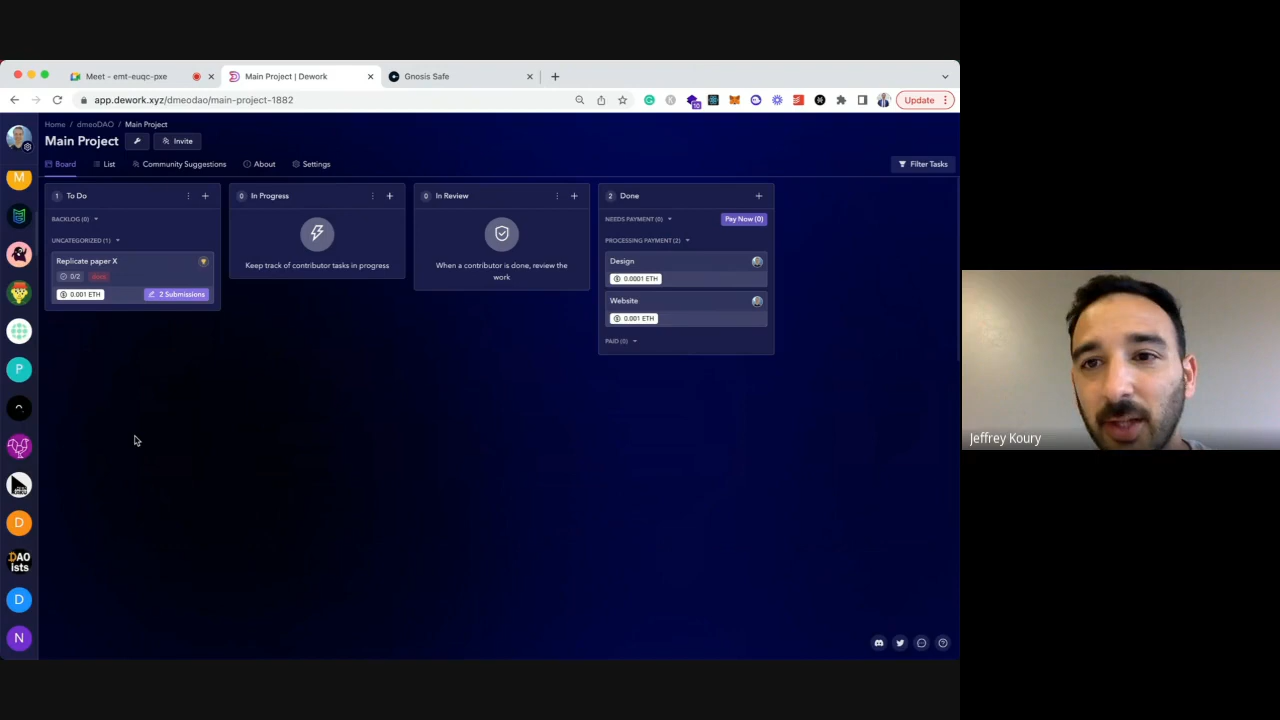 Meet - emt-euqc-pxe
Main Project | Dework
Gnosis Safe
app.dework.xyz/dmeodao/main-project-1882
Update
Home / dmeoDAO / Main Project
Main Project
Invite
Board
List
Community Suggestions
About
Settings
Filter Tasks
1 To Do
BACKLOG (0)
UNCATEGORIZED (1)
Replicate paper X
0/2
0.001 ETH
2 Submissions
0 In Progress
Keep track of contributor tasks in progress
0 In Review
When a contributor is done, review the
work
2 Done
NEEDS PAYMENT (0)
Pay Now (0)
PROCESSING PAYMENT (2)
Design
0.0001 ETH
Website
0.001 ETH
PAID (0)
M
P
D
DAO
ists
D
N
Jeffrey Koury